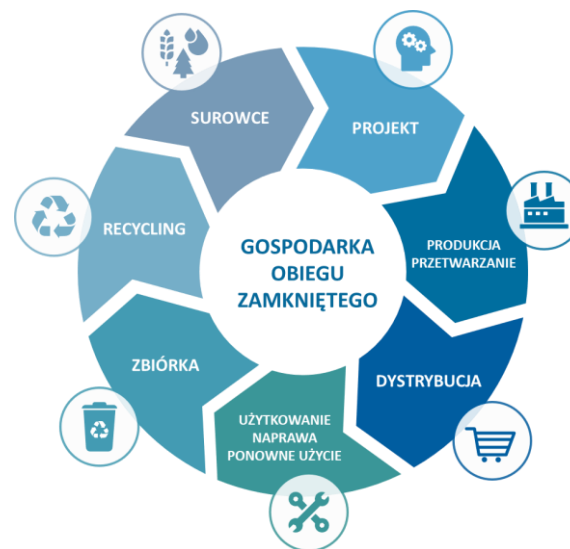 SUROWCE
PROJEKT
PRODUKCJA
PRZETWARZANIE
DYSTRYBUCJA
UŻYTKOWANIE
NAPRAWA
PONOWNE UŻYCIE
ZBIÓRKA
RECYCLING
GOSPODARKA
OBIEGU
ZAMKNIĘTEGO